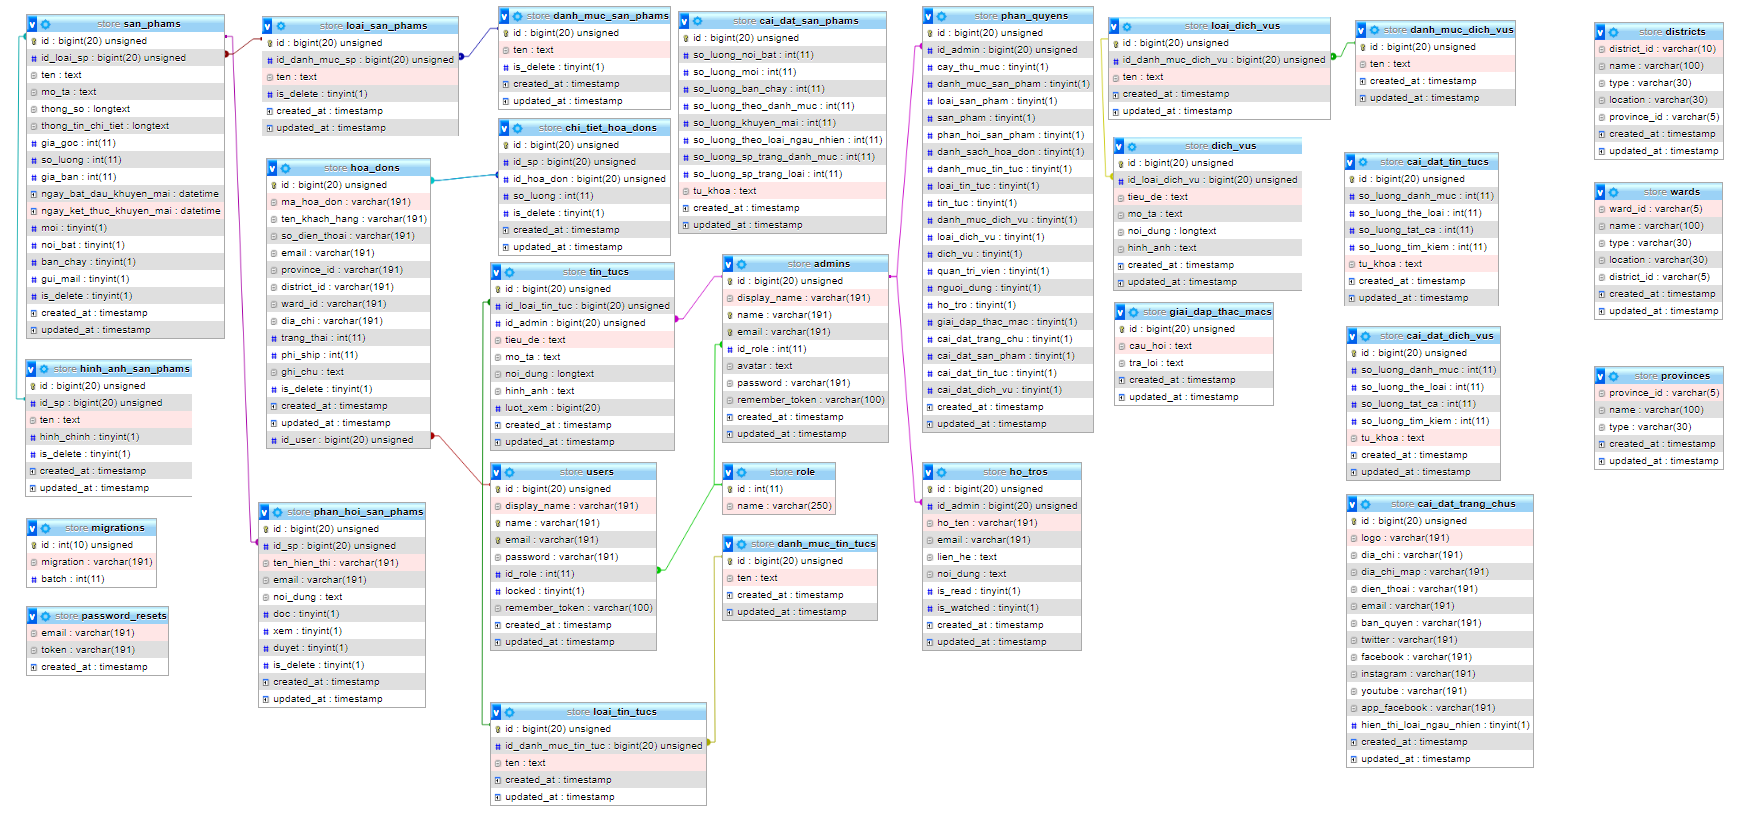 store san_phams
id : bigint(20) unsigned
id_loai_sp : bigint(20) unsigned
ten : text
mo_ta : text
thong_so : longtext
thong_tin_chi_tiet : longtext
gia_goc : int(11)
so_luong : int(11)
gia_ban : int(11)
ngay_bat_dau_khuyen_mai : datetime
ngay_ket_thuc_khuyen_mai : datetime
moi : tinyint(1)
noi_bat : tinyint(1)
ban_chay : tinyint(1)
gui_mail : tinyint(1)
is_delete : tinyint(1)
created_at : timestamp
updated_at : timestamp
store hinh_anh_san_phams
id : bigint(20) unsigned
id_sp : bigint(20) unsigned
ten : text
hinh_chinh : tinyint(1)
is_delete : tinyint(1)
created_at : timestamp
updated_at : timestamp
store migrations
id : int(10) unsigned
migration : varchar(191)
batch : int(11)
store password_resets
email : varchar(191)
token : varchar(191)
created_at : timestamp
store loai_san_phams
id : bigint(20) unsigned
id_danh_muc_sp : bigint(20) unsigned
ten : text
is_delete : tinyint(1)
created_at : timestamp
updated_at : timestamp
store hoa_dons
id : bigint(20) unsigned
ma_hoa_don : varchar(191)
ten_khach_hang : varchar(191)
so_dien_thoai : varchar(191)
email : varchar(191)
province_id : varchar(191)
district_id : varchar(191)
ward_id : varchar(191)
dia_chi : varchar(191)
trang_thai : int(11)
phi_ship : int(11)
ghi_chu : text
is_delete : tinyint(1)
created_at : timestamp
updated_at : timestamp
id_user : bigint(20) unsigned
store phan_hoi_san_phams
id : bigint(20) unsigned
id_sp : bigint(20) unsigned
ten_hien_thi : varchar(191)
email : varchar(191)
noi_dung : text
doc : tinyint(1)
xem : tinyint(1)
duyet : tinyint(1)
is_delete : tinyint(1)
created_at : timestamp
updated_at : timestamp
store danh_muc_san_phams
id : bigint(20) unsigned
ten : text
is_delete : tinyint(1)
created_at : timestamp
updated_at : timestamp
store chi_tiet_hoa_dons
id : bigint(20) unsigned
id_sp : bigint(20) unsigned
id_hoa_don : bigint(20) unsigned
so_luong : int(11)
is_delete : tinyint(1)
created_at : timestamp
updated_at : timestamp
store tin_tucs
id : bigint(20) unsigned
id_loai_tin_tuc : bigint(20) unsigned
id_admin : bigint(20) unsigned
tieu_de : text
mo_ta : text
noi_dung : longtext
hinh_anh : text
luot_xem : bigint(20)
created_at : timestamp
updated_at : timestamp
store users
id : bigint(20) unsigned
display_name : varchar(191)
name : varchar(191)
email : varchar(191)
password : varchar(191)
id_role : int(11)
locked : tinyint(1)
remember_token : varchar(100)
created_at : timestamp
updated_at : timestamp
store loai_tin_tucs
id : bigint(20) unsigned
id_danh_muc_tin_tuc : bigint(20) unsigned
ten : text
created_at : timestamp
updated_at : timestamp
store cai_dat_san_phams
id : bigint(20) unsigned
so_luong_noi_bat : int(11)
so_luong_moi : int(11)
so_luong_ban_chay : int(11)
so_luong_theo_danh_muc : int(11)
so_luong_khuyen_mai : int(11)
so_luong_theo_loai_ngau_nhien : int(11)
so_luong_sp_trang_danh_muc : int(11)
so_luong_sp_trang_loai : int(11)
tu_khoa : text
created_at : timestamp
updated_at : timestamp
store admins
id : bigint(20) unsigned
display_name : varchar(191)
name : varchar(191)
email : varchar(191)
id_role : int(11)
avatar : text
password : varchar(191)
remember_token : varchar(100)
created_at : timestamp
updated_at : timestamp
store role
id : int(11)
name : varchar(250)
store danh_muc_tin_tucs
id : bigint(20) unsigned
ten : text
created_at : timestamp
updated_at : timestamp
store phan_quyens
id : bigint(20) unsigned
id_admin : bigint(20) unsigned
cay_thu_muc : tinyint(1)
danh_muc_san_pham : tinyint(1)
loai_san_pham : tinyint(1)
san_pham : tinyint(1)
phan_hoi_san_pham : tinyint(1)
danh_sach_hoa_don : tinyint(1)
danh_muc_tin_tuc : tinyint(1)
loai_tin_tuc : tinyint(1)
tin_tuc : tinyint(1)
danh_muc_dich_vu : tinyint(1)
loai_dich_vu : tinyint(1)
dich_vu : tinyint(1)
quan_tri_vien : tinyint(1)
nguoi_dung : tinyint(1)
ho_tro : tinyint(1)
giai_dap_thac_mac : tinyint(1)
cai_dat_trang_chu : tinyint(1)
cai_dat_san_pham : tinyint(1)
cai_dat_tin_tuc : tinyint(1)
cai_dat_dich_vu : tinyint(1)
created_at : timestamp
updated_at : timestamp
store ho_tros
id : bigint(20) unsigned
id_admin : bigint(20) unsigned
ho_ten : varchar(191)
email : varchar(191)
lien_he : text
noi_dung : text
is_read : tinyint(1)
is_watched : tinyint(1)
created_at : timestamp
updated_at : timestamp
store loai_dich_vus
id : bigint(20) unsigned
id_danh_muc_dich_vu : bigint(20) unsigned
ten : text
created_at : timestamp
updated_at : timestamp
store dich_vus
id : bigint(20) unsigned
id_loai_dich_vu : bigint(20) unsigned
tieu_de : text
mo_ta : text
noi_dung : longtext
hinh_anh : text
created_at : timestamp
updated_at : timestamp
store giai_dap_thac_macs
id : bigint(20) unsigned
cau_hoi : text
tra_loi : text
created_at : timestamp
updated_at : timestamp
store danh_muc_dich_vus
id : bigint(20) unsigned
ten : text
created_at : timestamp
updated_at : timestamp
store cai_dat_tin_tucs
id : bigint(20) unsigned
so_luong_danh_muc : int(11)
so_luong_the_loai : int(11)
so_luong_tat_ca : int(11)
so_luong_tim_kiem : int(11)
tu_khoa : text
created_at : timestamp
updated_at : timestamp
store cai_dat_dich_vus
id : bigint(20) unsigned
so_luong_danh_muc : int(11)
so_luong_the_loai : int(11)
so_luong_tat_ca : int(11)
so_luong_tim_kiem : int(11)
tu_khoa : text
created_at : timestamp
updated_at : timestamp
store cai_dat_trang_chus
id : bigint(20) unsigned
logo : varchar(191)
dia_chi : varchar(191)
dia_chi_map : varchar(191)
dien_thoai : varchar(191)
email : varchar(191)
ban_quyen : varchar(191)
twitter : varchar(191)
facebook : varchar(191)
instagram : varchar(191)
youtube : varchar(191)
app_facebook : varchar(191)
hien_thi_loai_ngau_nhien : tinyint(1)
created_at : timestamp
updated_at : timestamp
store districts
district_id : varchar(10)
name : varchar(100)
type : varchar(30)
location : varchar(30)
province_id : varchar(5)
created_at : timestamp
updated_at : timestamp
store wards
ward_id : varchar(5)
name : varchar(100)
type : varchar(30)
location : varchar(30)
district_id : varchar(5)
created_at : timestamp
updated_at : timestamp
store provinces
province_id : varchar(5)
name : varchar(100)
type : varchar(30)
created_at : timestamp
updated_at : timestamp